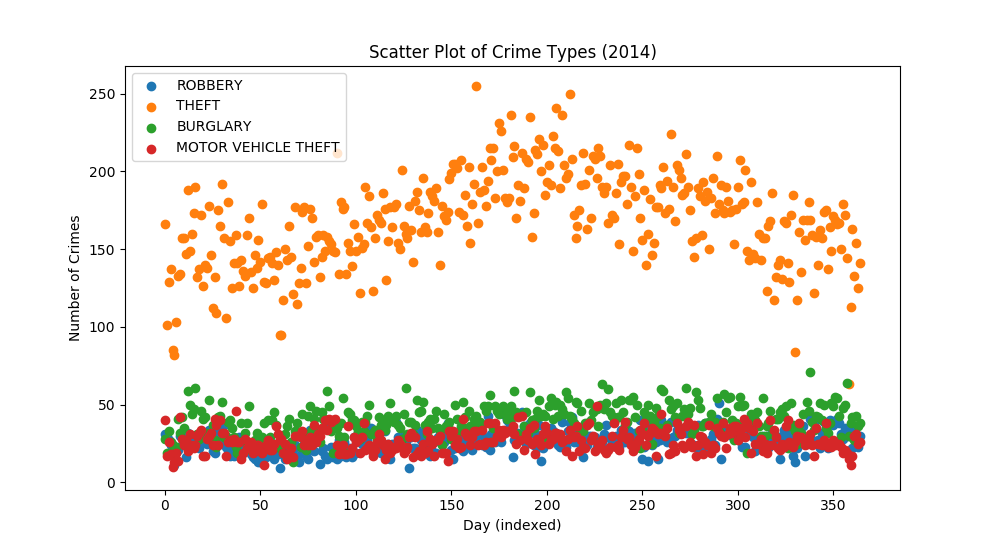 Scatter Plot of Crime Types (2014)
ROBBERY
THEFT
BURGLARY
MOTOR VEHICLE THEFT
Number of Crimes
250
200
150
100
50
0
0 50 100 150 200 250 300 350
Day (indexed)